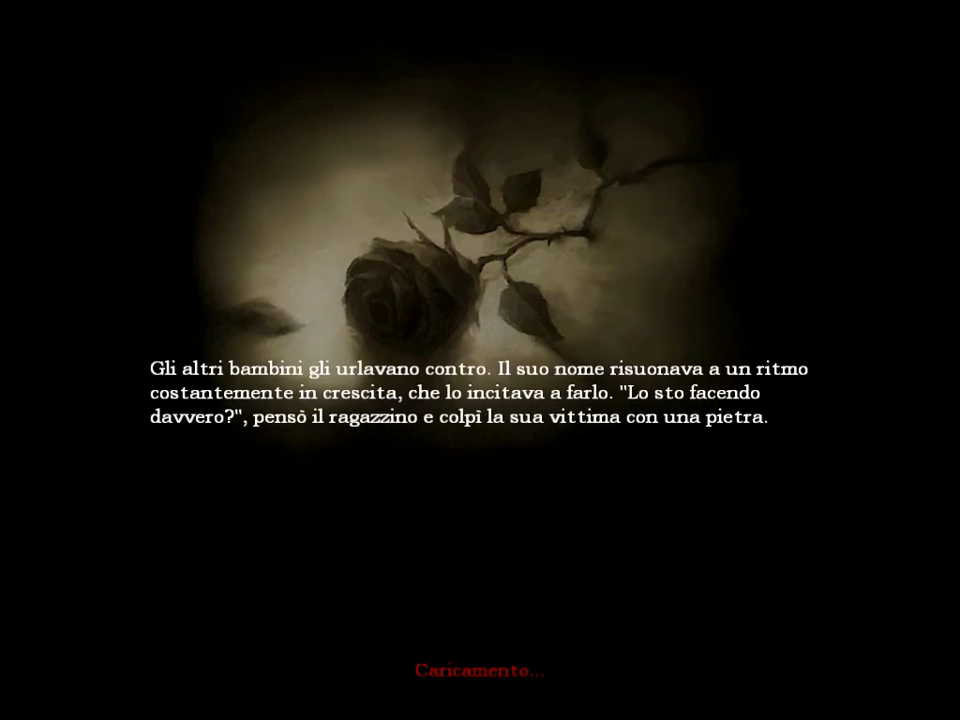 Gli altri bambini gli urlavano contro. Il suo nome risuonava a un ritmo
costantemente in crescita, che lo incitava a farlo. "Lo sto facendo
davvero?", pensò il ragazzino e colpì la sua vittima con una pietra.
Caricamento...